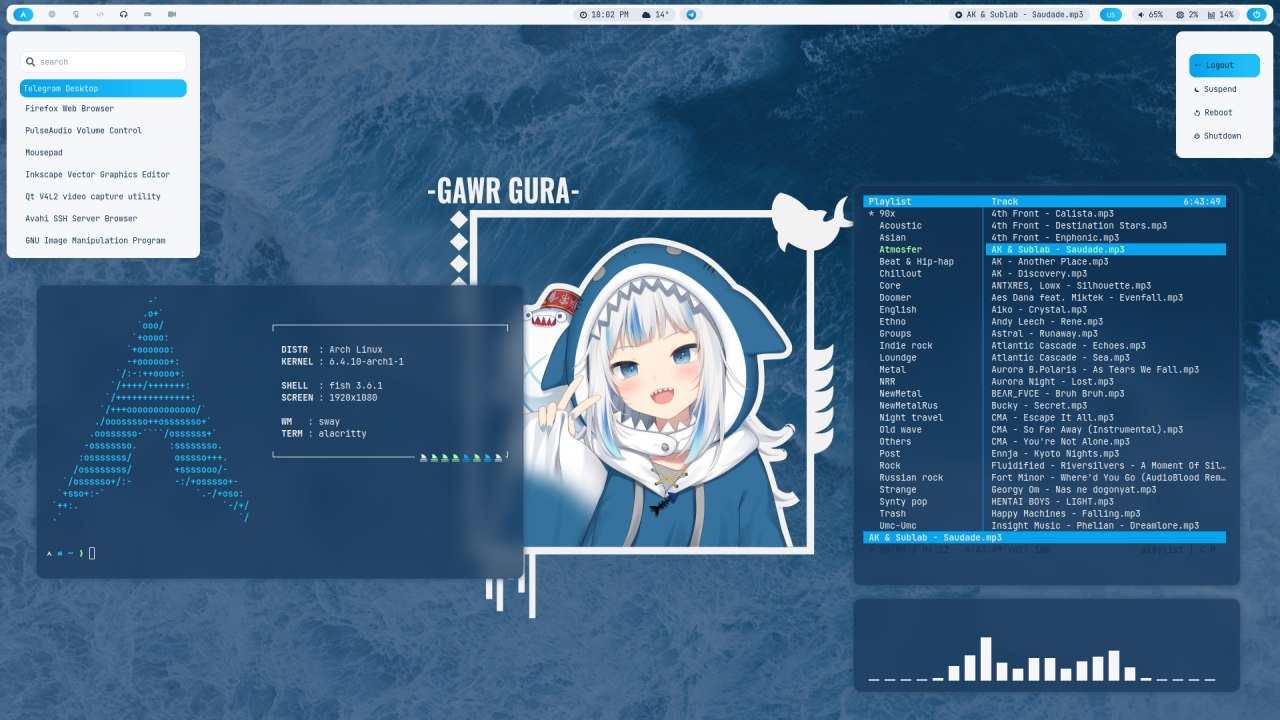 18:02 PM
14°
AK & Sublab - Saudade.mp3
us
65%
2%
14%
search
Telegram Desktop
Firefox Web Browser
PulseAudio Volume Control
Mousepad
Inkscape Vector Graphics Editor
Qt V4L2 video capture utility
Avahi SSH Server Browser
GNU Image Manipulation Program
Logout
Suspend
Reboot
Shutdown
-GAWR GURA-
DISTR : Arch Linux
KERNEL : 6.4.10-arch1-1
SHELL : fish 3.6.1
SCREEN : 1920x1080
WM : sway
TERM : alacritty
~ ❯
Playlist
* 90x
Acoustic
Asian
Atmosfer
Beat & Hip-hap
Chillout
Core
Doomer
English
Ethno
Groups
Indie rock
Loundge
Metal
NRR
NewMetal
NewMetalRus
Night travel
Old wave
Others
Post
Rock
Russian rock
Strange
Synty pop
Trash
Umc-Umc
Track 6:43:49
4th Front - Calista.mp3
4th Front - Destination Stars.mp3
4th Front - Enphonic.mp3
AK & Sublab - Saudade.mp3
AK - Another Place.mp3
AK - Discovery.mp3
ANTXRES, Lowx - Silhouette.mp3
Aes Dana feat. Miktek - Evenfall.mp3
Aiko - Crystal.mp3
Andy Leech - Rene.mp3
Astral - Runaway.mp3
Atlantic Cascade - Echoes.mp3
Atlantic Cascade - Sea.mp3
Aurora B.Polaris - As Tears We Fall.mp3
Aurora Night - Lost.mp3
BEΛR_FVCE - Bruh Bruh.mp3
Bucky - Secret.mp3
CMA - Escape It All.mp3
CMA - So Far Away (Instrumental).mp3
CMA - You're Not Alone.mp3
Ennja - Kyoto Nights.mp3
Fluidified - Riversilvers - A Moment Of Sil…
Fort Minor - Where'd You Go (AudioBlood Rem…
Georgy Om - Nas ne dogonyat.mp3
HENTAI BOYS - LIGHT.mp3
Happy Machines - Falling.mp3
Insight Music - Phelian - Dreamlore.mp3
AK & Sublab - Saudade.mp3
> 00:09 / 04:12 - 6:43:49 vol: 100 playlist | C R